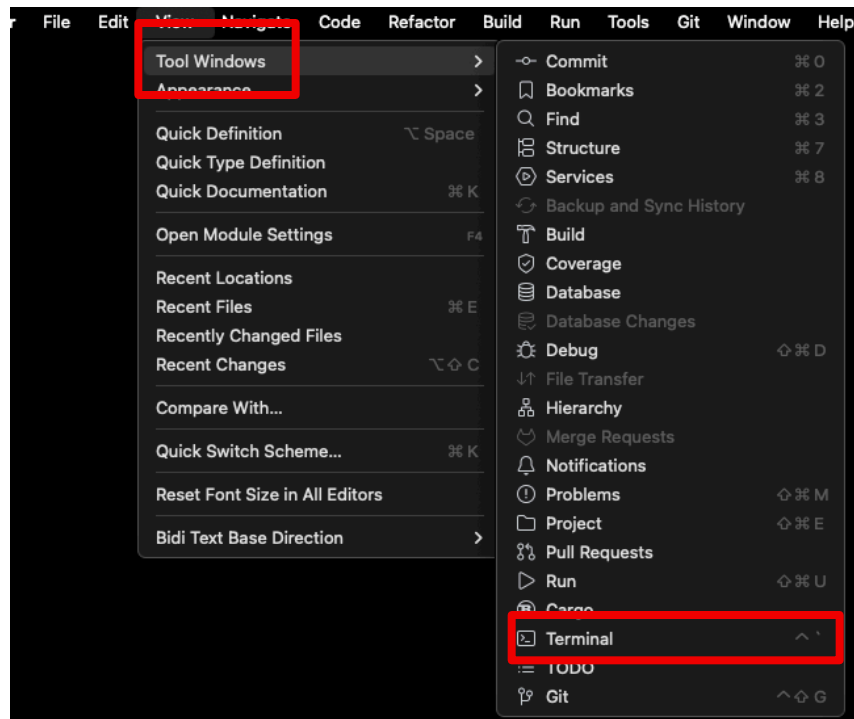 File Edit View Navigate Code Refactor Build Run Tools Git Window Help
Tool Windows
Appearance
Quick Definition ⌥ Space
Quick Type Definition
Quick Documentation ⌘ K
Open Module Settings F4
Recent Locations
Recent Files ⌘ E
Recently Changed Files
Recent Changes ⌥⇧ C
Compare With...
Quick Switch Scheme... ⌘ K
Reset Font Size in All Editors
Bidi Text Base Direction
Commit ⌘ 0
Bookmarks ⌘ 2
Find ⌘ 3
Structure ⌘ 7
Services ⌘ 8
Backup and Sync History
Build
Coverage
Database
Database Changes
Debug ⇧⌘ D
File Transfer
Hierarchy
Merge Requests
Notifications
Problems ⇧⌘ M
Project ⇧⌘ E
Pull Requests
Run ⇧⌘ U
Cargo
Terminal ^ `
TODO
Git ^⇧ G